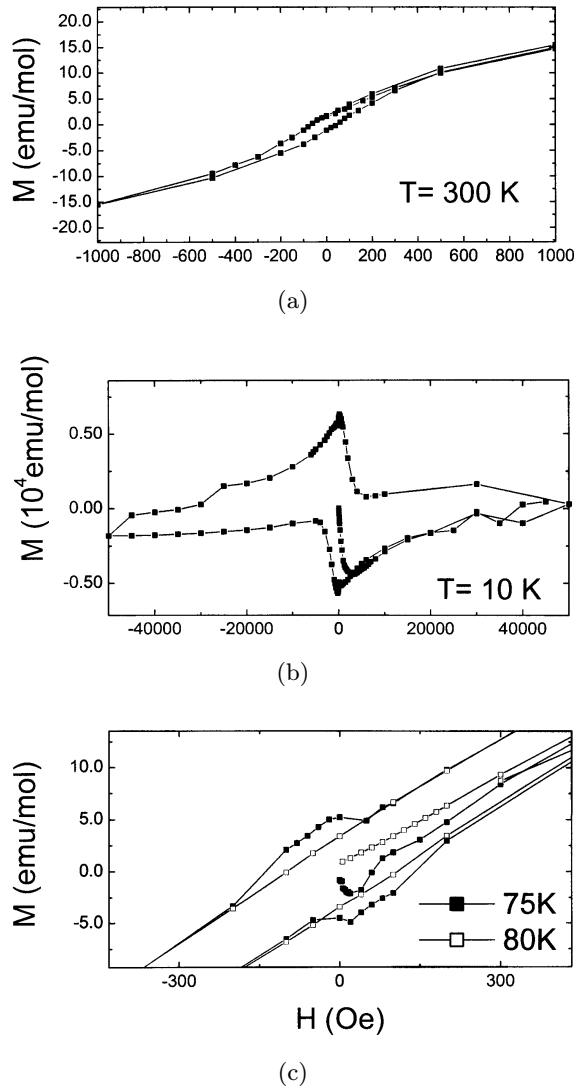 M (emu/mol)
20.0
15.0
10.0
5.0
0.0
-5.0
-10.0
-15.0
-20.0
T= 300 K
-1000 -800 -600 -400 -200 0 200 400 600 800 1000
(a)
M (10⁴emu/mol)
0.50
0.00
-0.50
T= 10 K
-40000 -20000 0 20000 40000
(b)
M (emu/mol)
10.0
5.0
0.0
-5.0
75K
80K
-300 0 300
H (Oe)
(c)